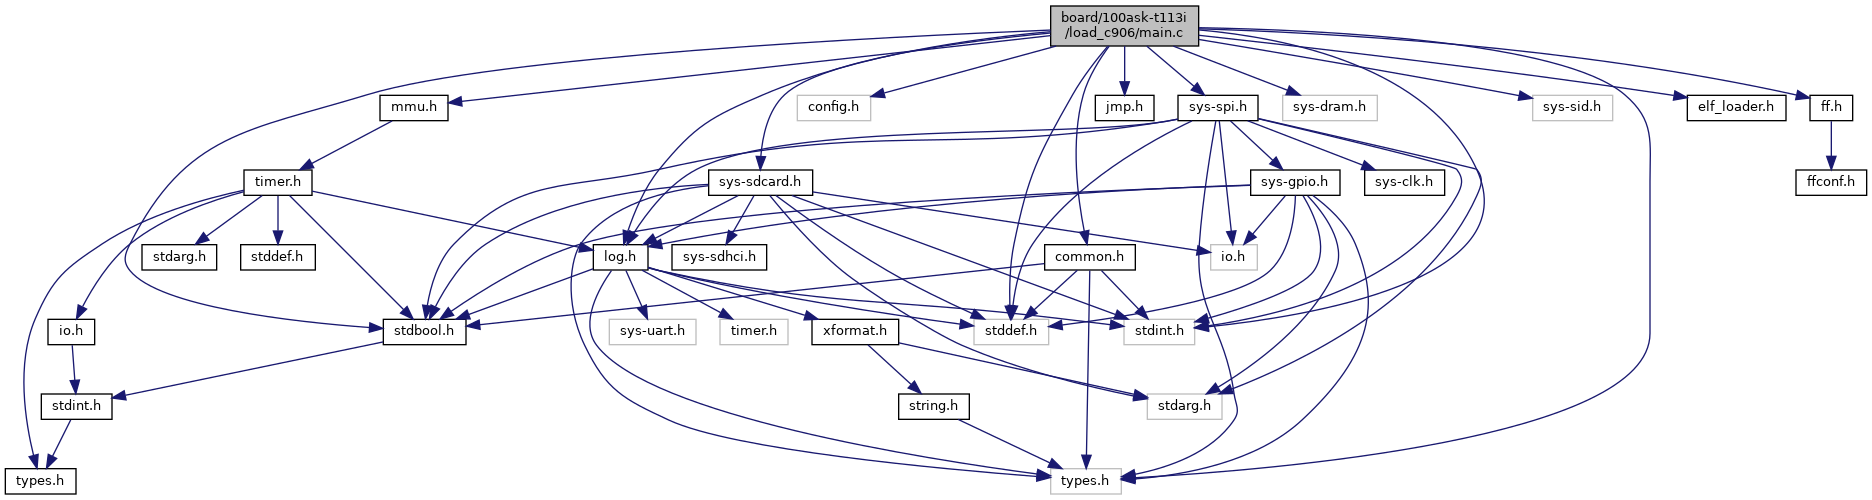 board/100ask-t113i
/load_c906/main.c
mmu.h
config.h
jmp.h
sys-spi.h
sys-dram.h
sys-sid.h
elf_loader.h
ff.h
timer.h
sys-sdcard.h
sys-gpio.h
sys-clk.h
ffconf.h
stdarg.h
stddef.h
log.h
sys-sdhci.h
common.h
io.h
io.h
stdbool.h
sys-uart.h
timer.h
xformat.h
stddef.h
stdint.h
stdint.h
string.h
stdarg.h
types.h
types.h